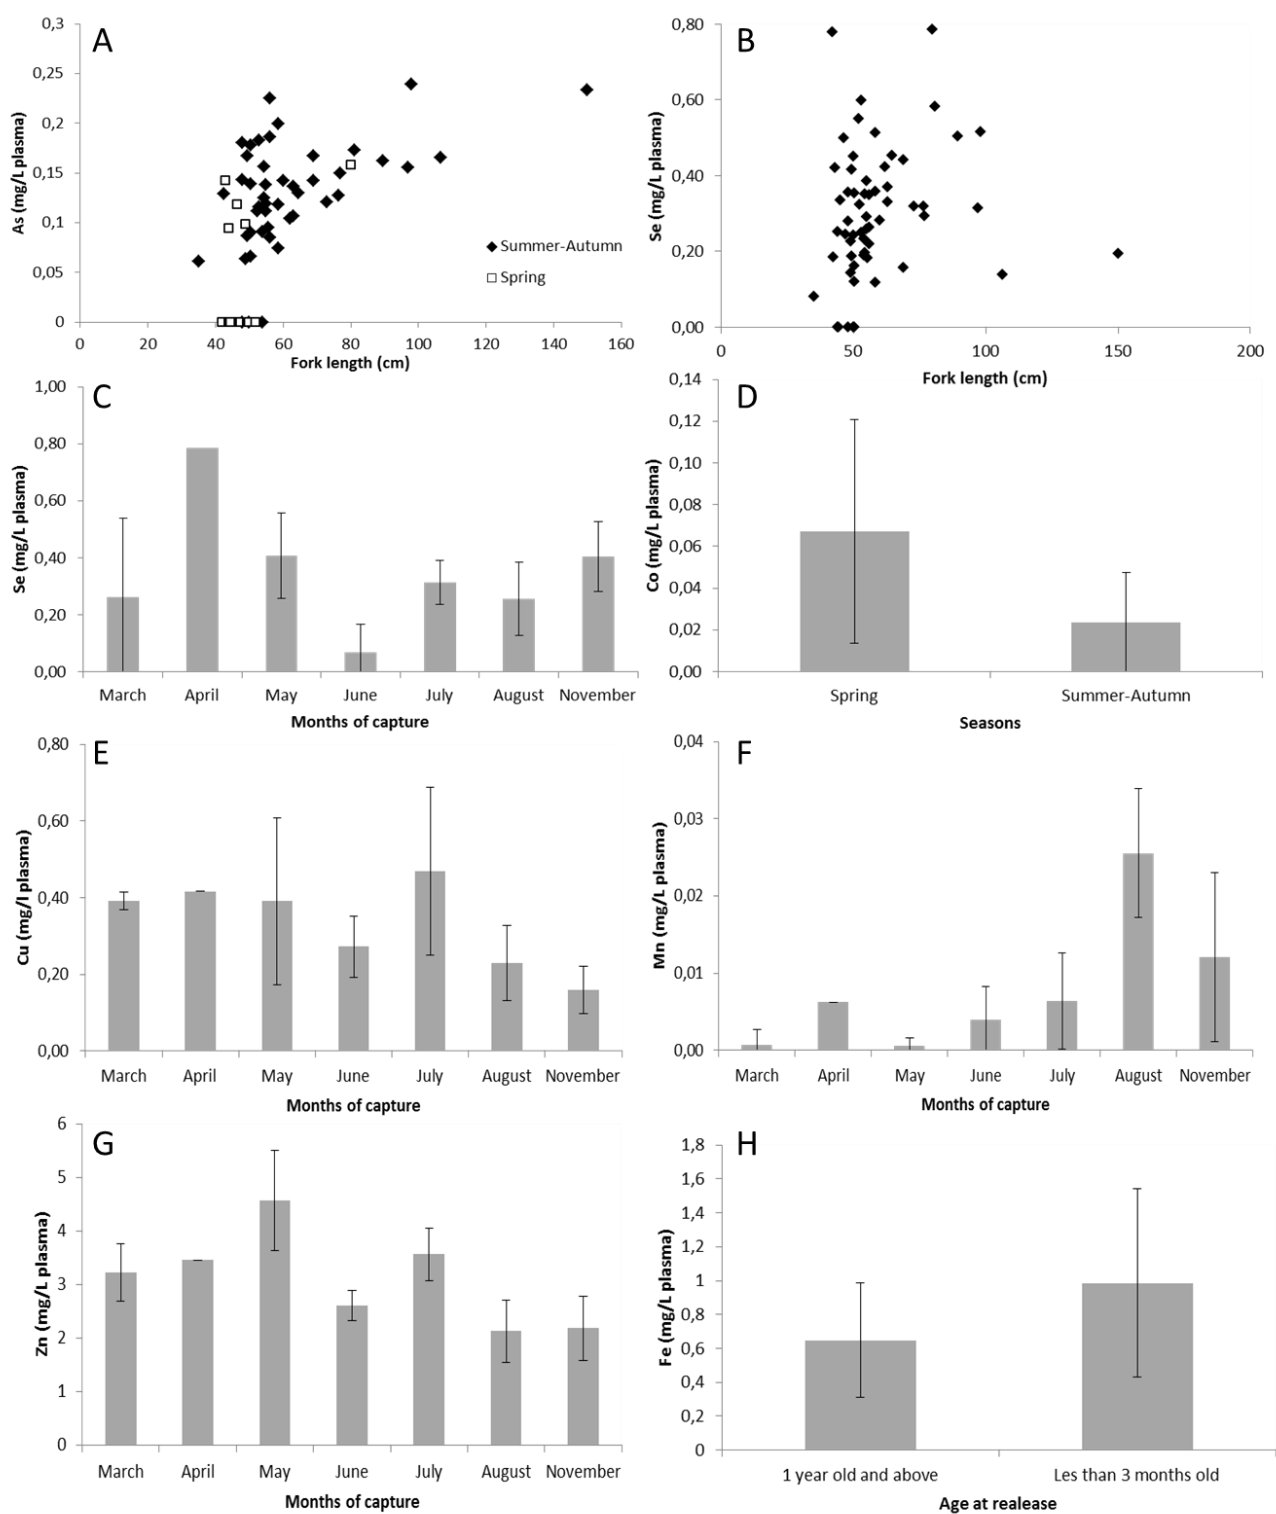 A
0,3
0,25
0,2
0,15
0,1
0,05
0
As (mg/L plasma)
Summer-Autumn
Spring
0 20 40 60 80 100 120 140 160
Fork length (cm)
B
0,80
0,60
0,40
0,20
0,00
Se (mg/L plasma)
0 50 100 150 200
Fork length (cm)
C
1,00
0,80
0,60
0,40
0,20
0,00
Se (mg/L plasma)
March April May June July August November
Months of capture
D
0,14
0,12
0,10
0,08
0,06
0,04
0,02
0,00
Co (mg/L plasma)
Spring Summer-Autumn
Seasons
E
0,80
0,60
0,40
0,20
0,00
Cu (mg/l plasma)
March April May June July August November
Months of capture
F
0,04
0,03
0,02
0,01
0,00
Mn (mg/L plasma)
March April May June July August November
Months of capture
G
6
5
4
3
2
1
0
Zn (mg/L plasma)
March April May June July August November
Months of capture
H
1,8
1,6
1,4
1,2
1
0,8
0,6
0,4
0,2
0
Fe (mg/L plasma)
1 year old and above Les than 3 months old
Age at realease